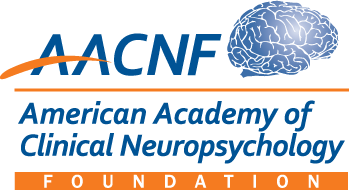 AACNF
American Academy of
Clinical Neuropsychology
FOUNDATION